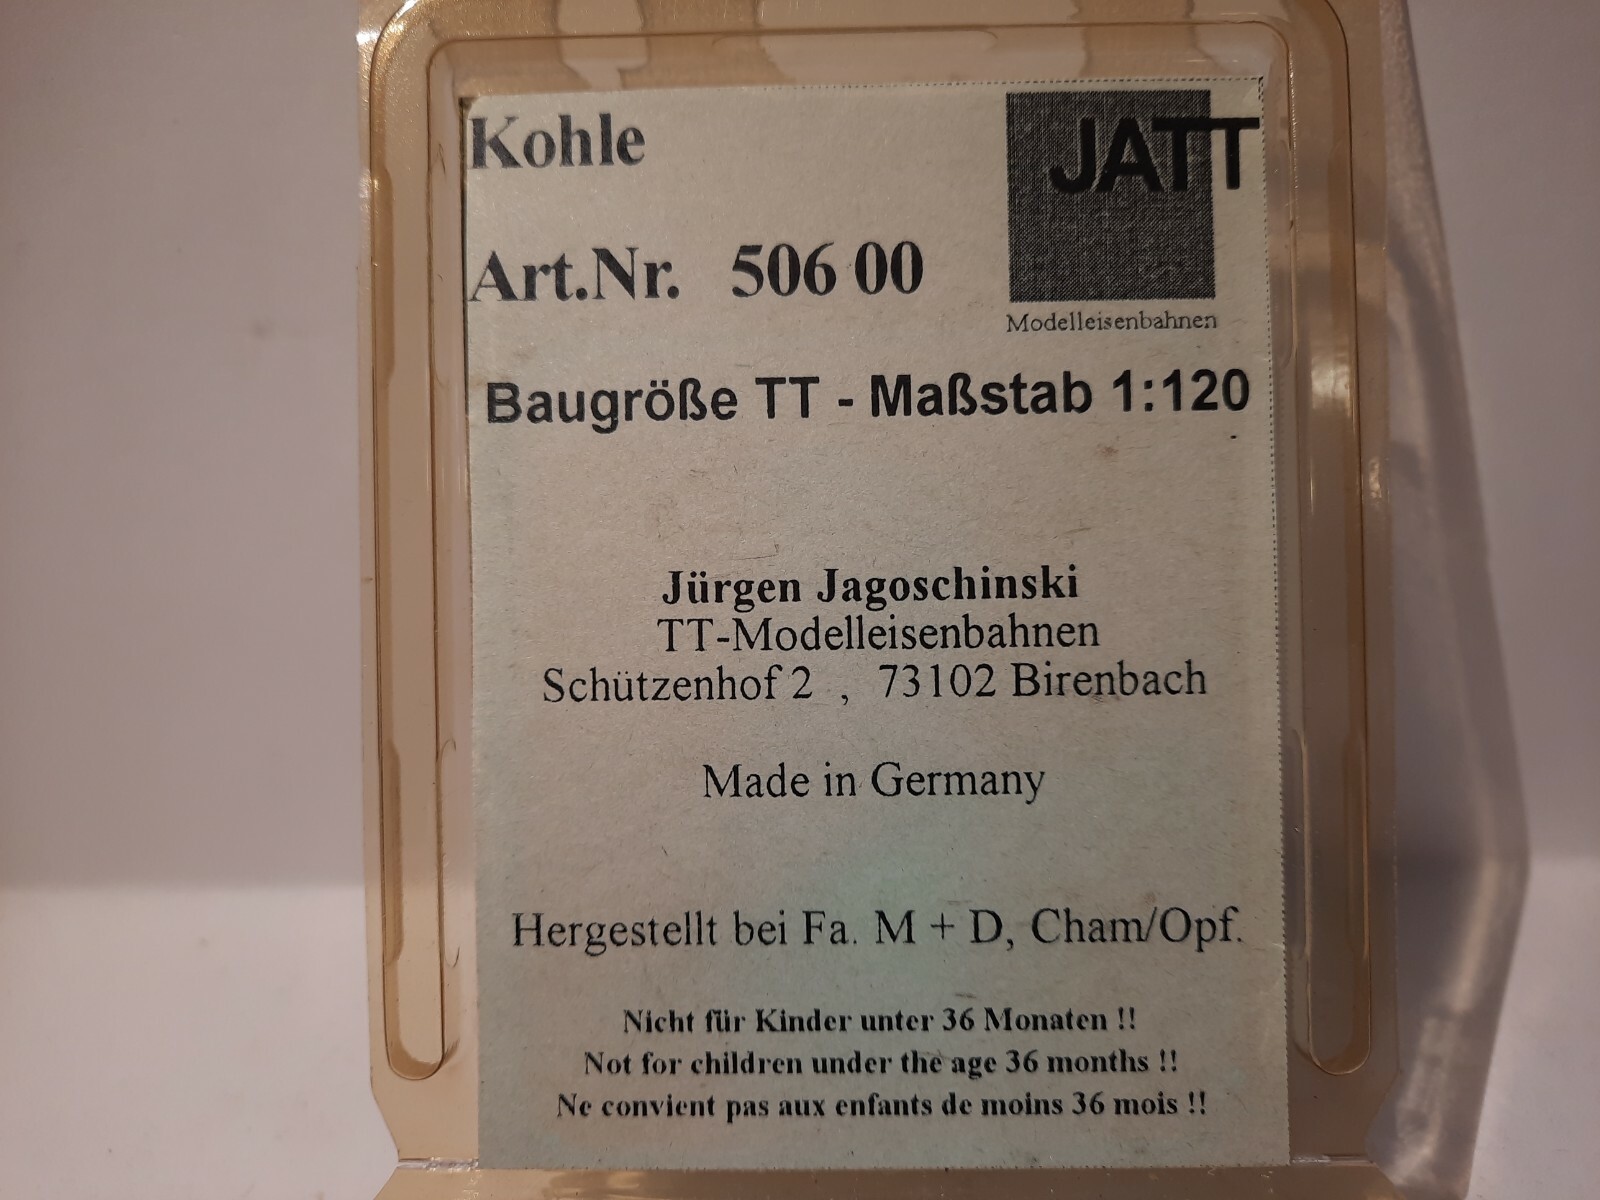 Kohle
JATT
Art.Nr. 506 00
Modelleisenbahnen
Baugröße TT - Maßstab 1:120
Jürgen Jagoschinski
TT-Modelleisenbahnen
Schützenhof 2 , 73102 Birenbach
Made in Germany
Hergestellt bei Fa. M + D, Cham/Opf.
Nicht für Kinder unter 36 Monaten !!
Not for children under the age 36 months !!
Ne convient pas aux enfants de moins 36 mois !!